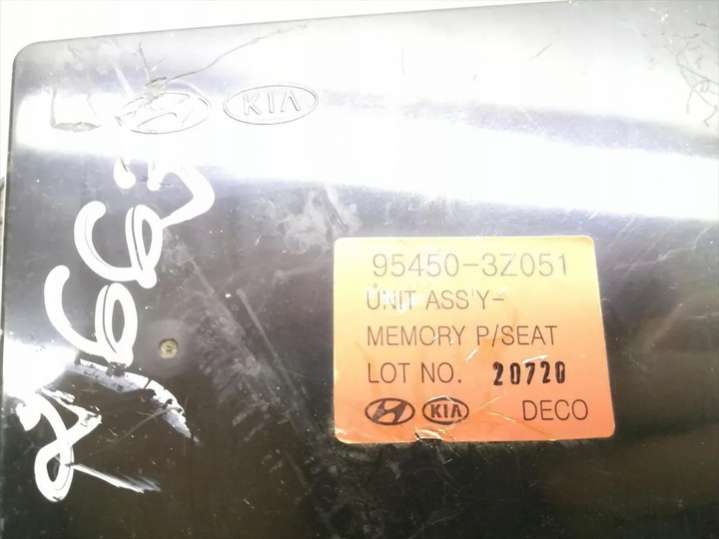 KIA
95450-3Z051
UNIT ASS'Y-
MEMORY P/SEAT
LOT NO. 20720
KIA DECO